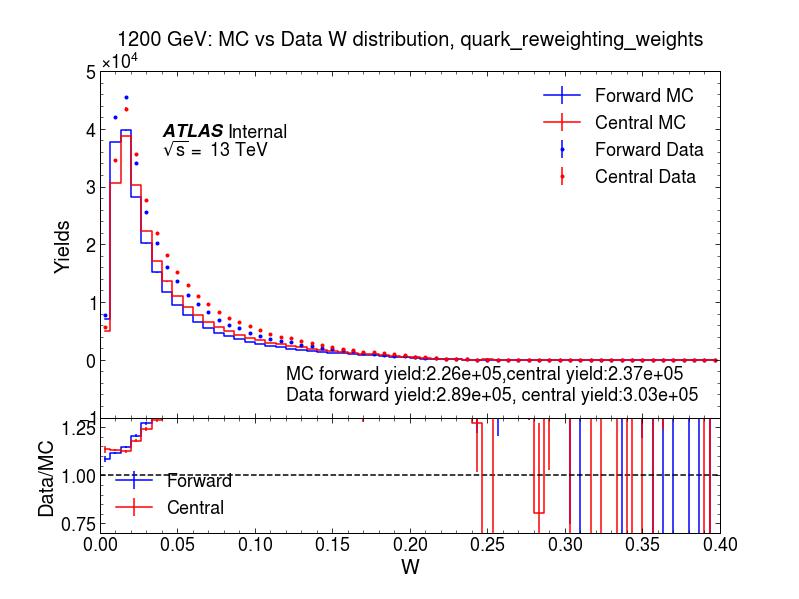 1200 GeV: MC vs Data W distribution, quark_reweighting_weights
×10⁴
5
4
3
2
1
0
-1
Yields
ATLAS Internal
√s = 13 TeV
Forward MC
Central MC
Forward Data
Central Data
MC forward yield:2.26e+05,central yield:2.37e+05
Data forward yield:2.89e+05, central yield:3.03e+05
1.25
1.00
0.75
Data/MC
Forward
Central
0.00 0.05 0.10 0.15 0.20 0.25 0.30 0.35 0.40
W